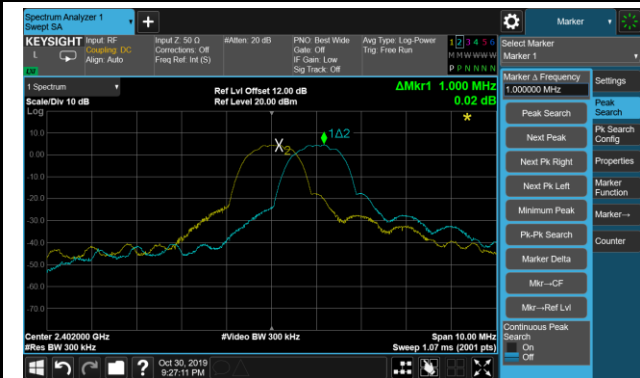 Spectrum Analyzer 1
Swept SA
+
Marker
KEYSIGHT
L
Input: RF
Coupling: DC
Align: Auto
Input Z: 50 Ω
Corrections: Off
Freq Ref: Int (S)
#Atten: 20 dB
PNO: Best Wide
Gate: Off
IF Gain: Low
Sig Track: Off
Avg Type: Log-Power
Trig: Free Run
1 2 3 4 5 6
M M W W W W
P P N N N N
Select Marker
Marker 1
1 Spectrum
Scale/Div 10 dB
Ref Lvl Offset 12.00 dB
Ref Level 20.00 dBm
ΔMkr1 1.000 MHz
0.02 dB
Log
10.0
0.00
-10.0
-20.0
-30.0
-40.0
-50.0
-60.0
-70.0
X2
1Δ2
*
Center 2.402000 GHz
#Res BW 300 kHz
#Video BW 300 kHz
Span 10.00 MHz
Sweep 1.07 ms (2001 pts)
Marker Δ Frequency
1.000000 MHz
Peak Search
Next Peak
Next Pk Right
Next Pk Left
Minimum Peak
Pk-Pk Search
Marker Delta
Mkr→CF
Mkr→Ref Lvl
Continuous Peak
Search
On
Off
Settings
Peak
Search
Pk Search
Config
Properties
Marker
Function
Marker→
Counter
?
Oct 30, 2019
9:27:11 PM